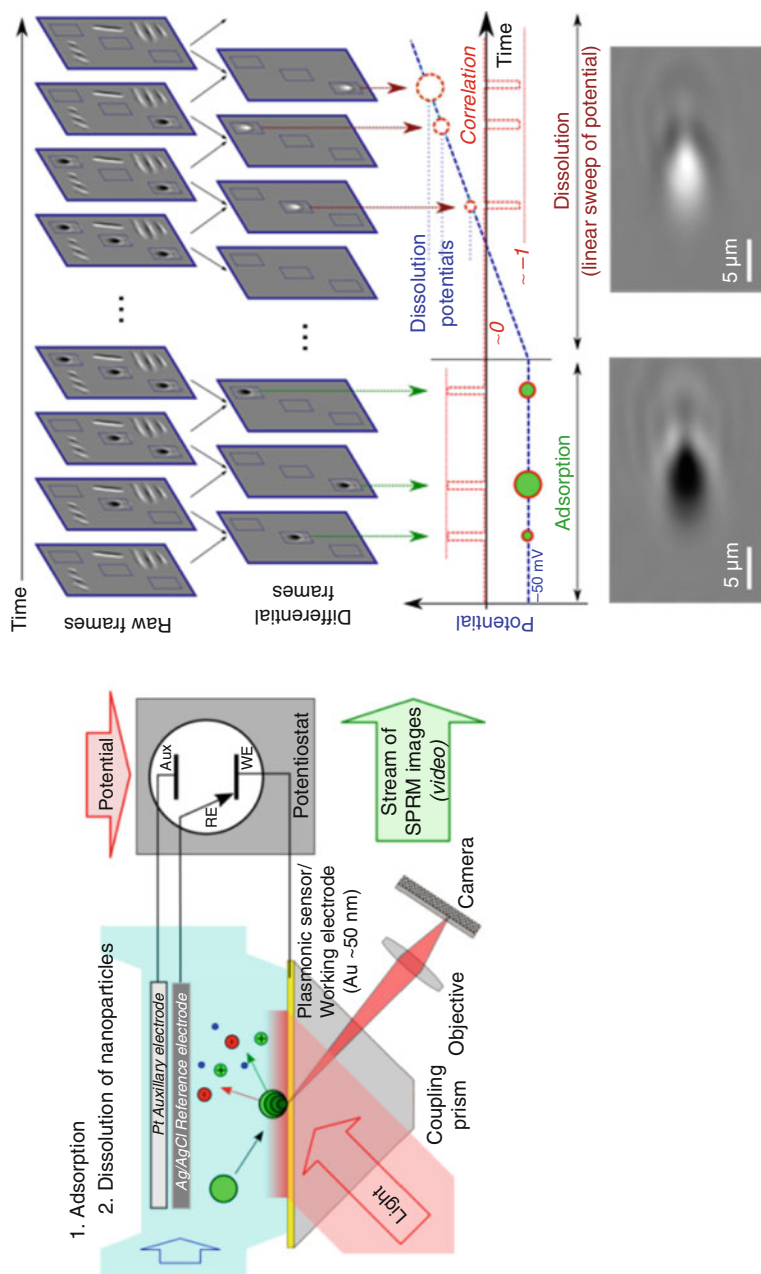 1. Adsorption
2. Dissolution of nanoparticles
Pt Auxillary electrode
Ag/AgCl Reference electrode
Potential
Aux
RE
WE
Potentiostat
Plasmonic sensor/
Working electrode
(Au ~50 nm)
Stream of
SPRM images
(video)
Camera
Objective
Coupling
prism
Light
Time
Raw frames
Differential
frames
...
...
Potential
–50 mV
Dissolution
potentials
~0
~–1
Correlation
Time
Adsorption
Dissolution
(linear sweep of potential)
5 µm
5 µm